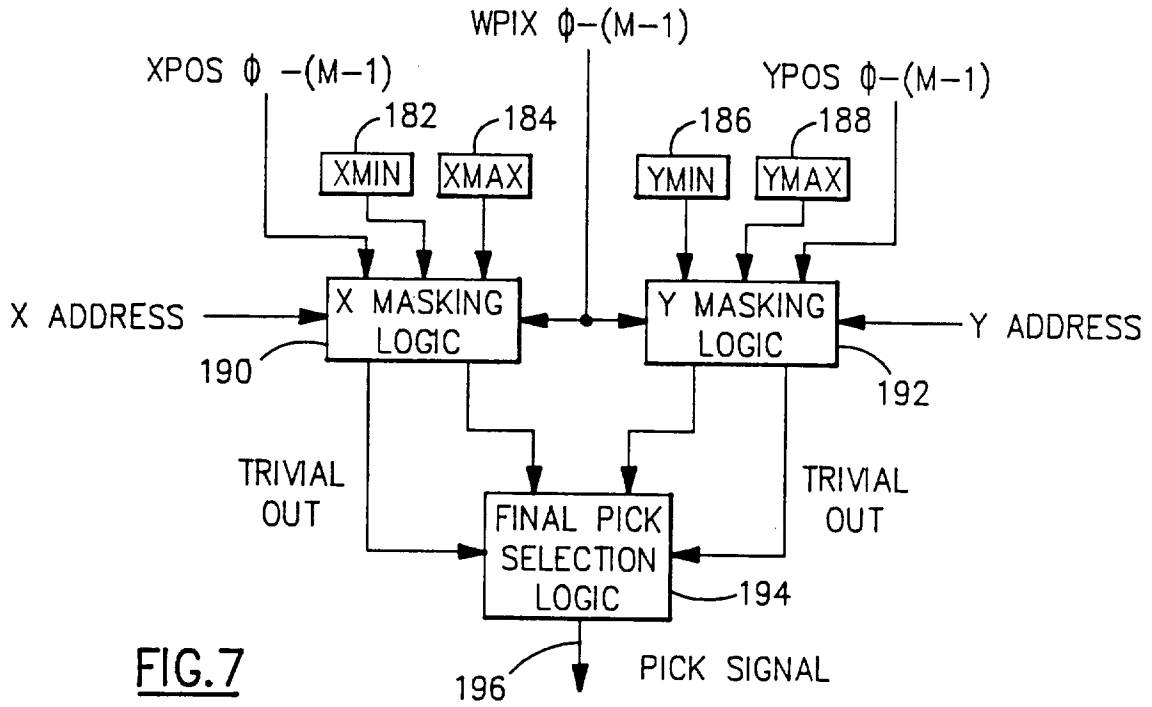 WPIX ϕ-(M-1)
XPOS ϕ -(M-1)
YPOS ϕ-(M-1)
182
184
186
188
XMIN
XMAX
YMIN
YMAX
X ADDRESS
X MASKING
LOGIC
Y MASKING
LOGIC
Y ADDRESS
190
192
TRIVIAL
OUT
TRIVIAL
OUT
FINAL PICK
SELECTION
LOGIC
194
196
PICK SIGNAL
FIG.7